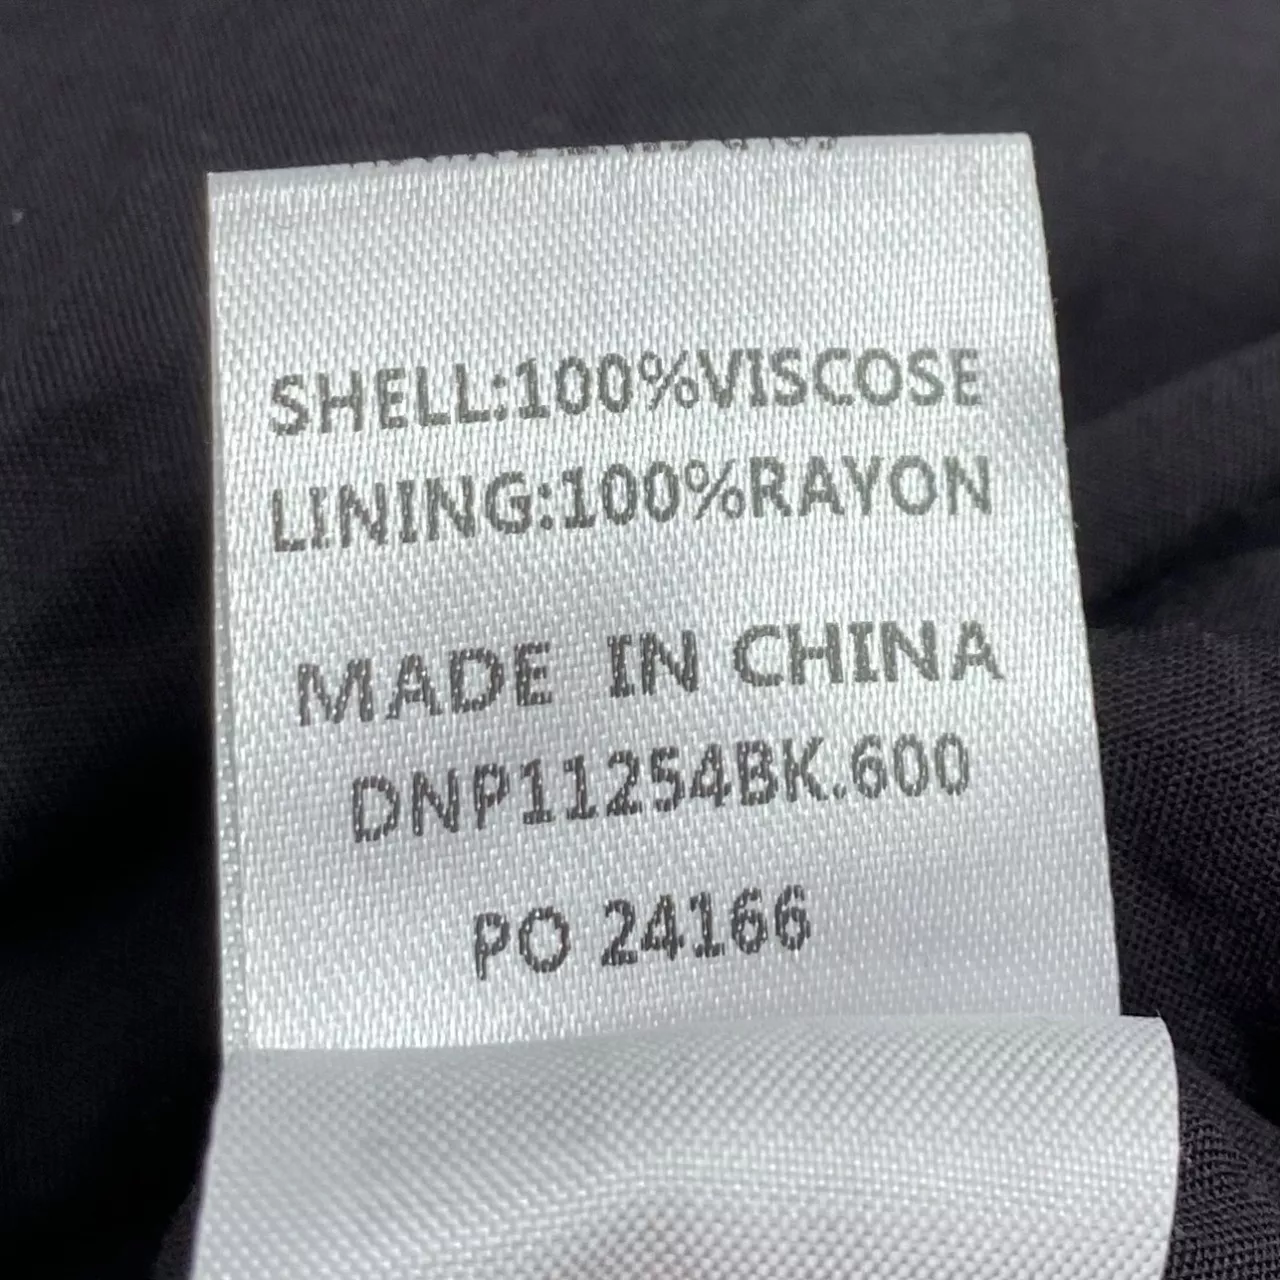 SHELL:100%VISCOSE
LINING:100%RAYON
MADE IN CHINA
DNP11254BK.600
PO 24166